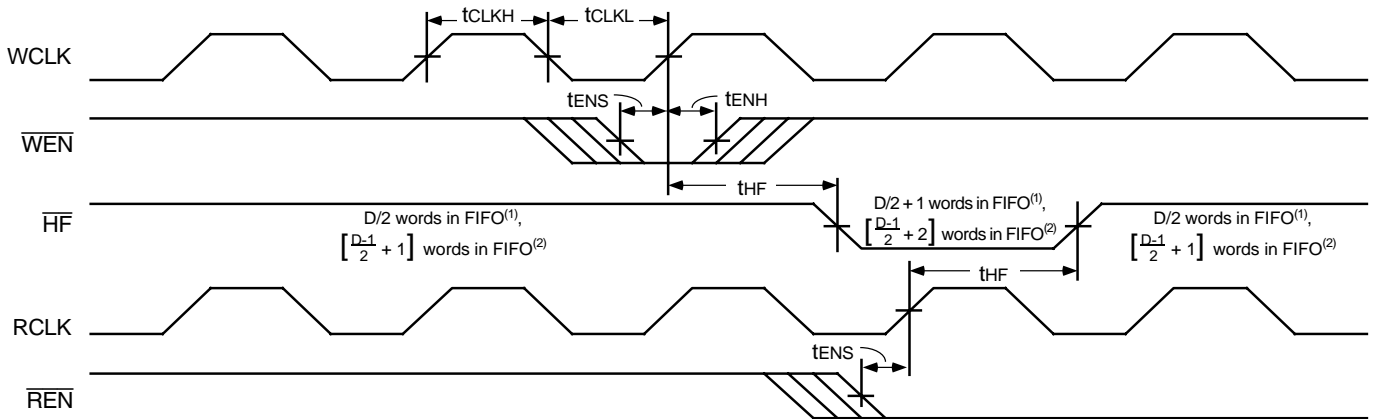 tCLKH tCLKL
WCLK
tENS tENH
WEN
tHF
HF
D/2 words in FIFO(1),
[D-1/2 + 1] words in FIFO(2)
D/2 + 1 words in FIFO(1),
[D-1/2 + 2] words in FIFO(2)
D/2 words in FIFO(1),
[D-1/2 + 1] words in FIFO(2)
tHF
RCLK
tENS
REN